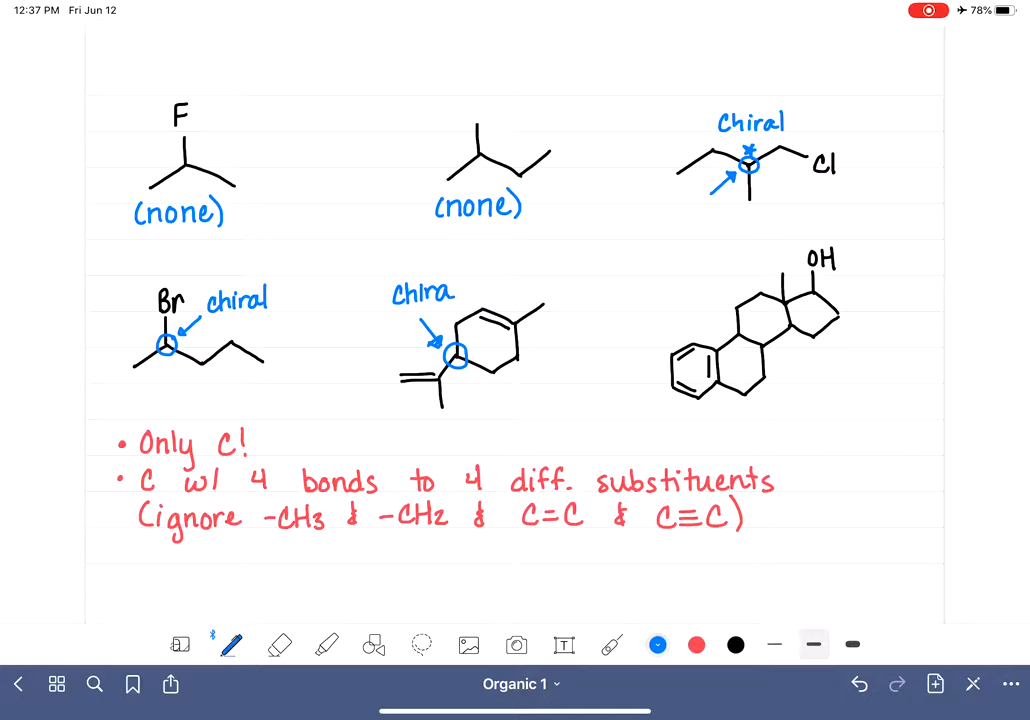 12:37 PM Fri Jun 12
78%
F
(none)
(none)
Chiral
Cl
Br
chiral
Chira
OH
• Only C!
• C w/ 4 bonds to 4 diff. substituents
(ignore -CH3 & -CH2 & C=C & C≡C)
T
Organic 1